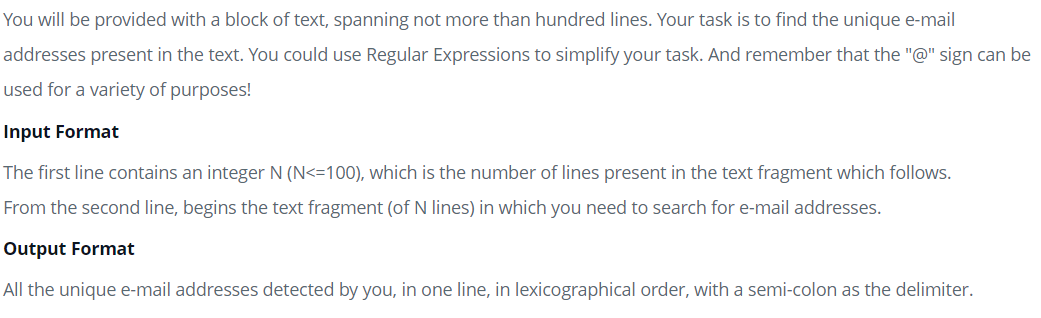 You will be provided with a block of text, spanning not more than hundred lines. Your task is to find the unique e-mail
addresses present in the text. You could use Regular Expressions to simplify your task. And remember that the "@" sign can be
used for a variety of purposes!
Input Format
The first line contains an integer N (N<=100), which is the number of lines present in the text fragment which follows.
From the second line, begins the text fragment (of N lines) in which you need to search for e-mail addresses.
Output Format
All the unique e-mail addresses detected by you, in one line, in lexicographical order, with a semi-colon as the delimiter.